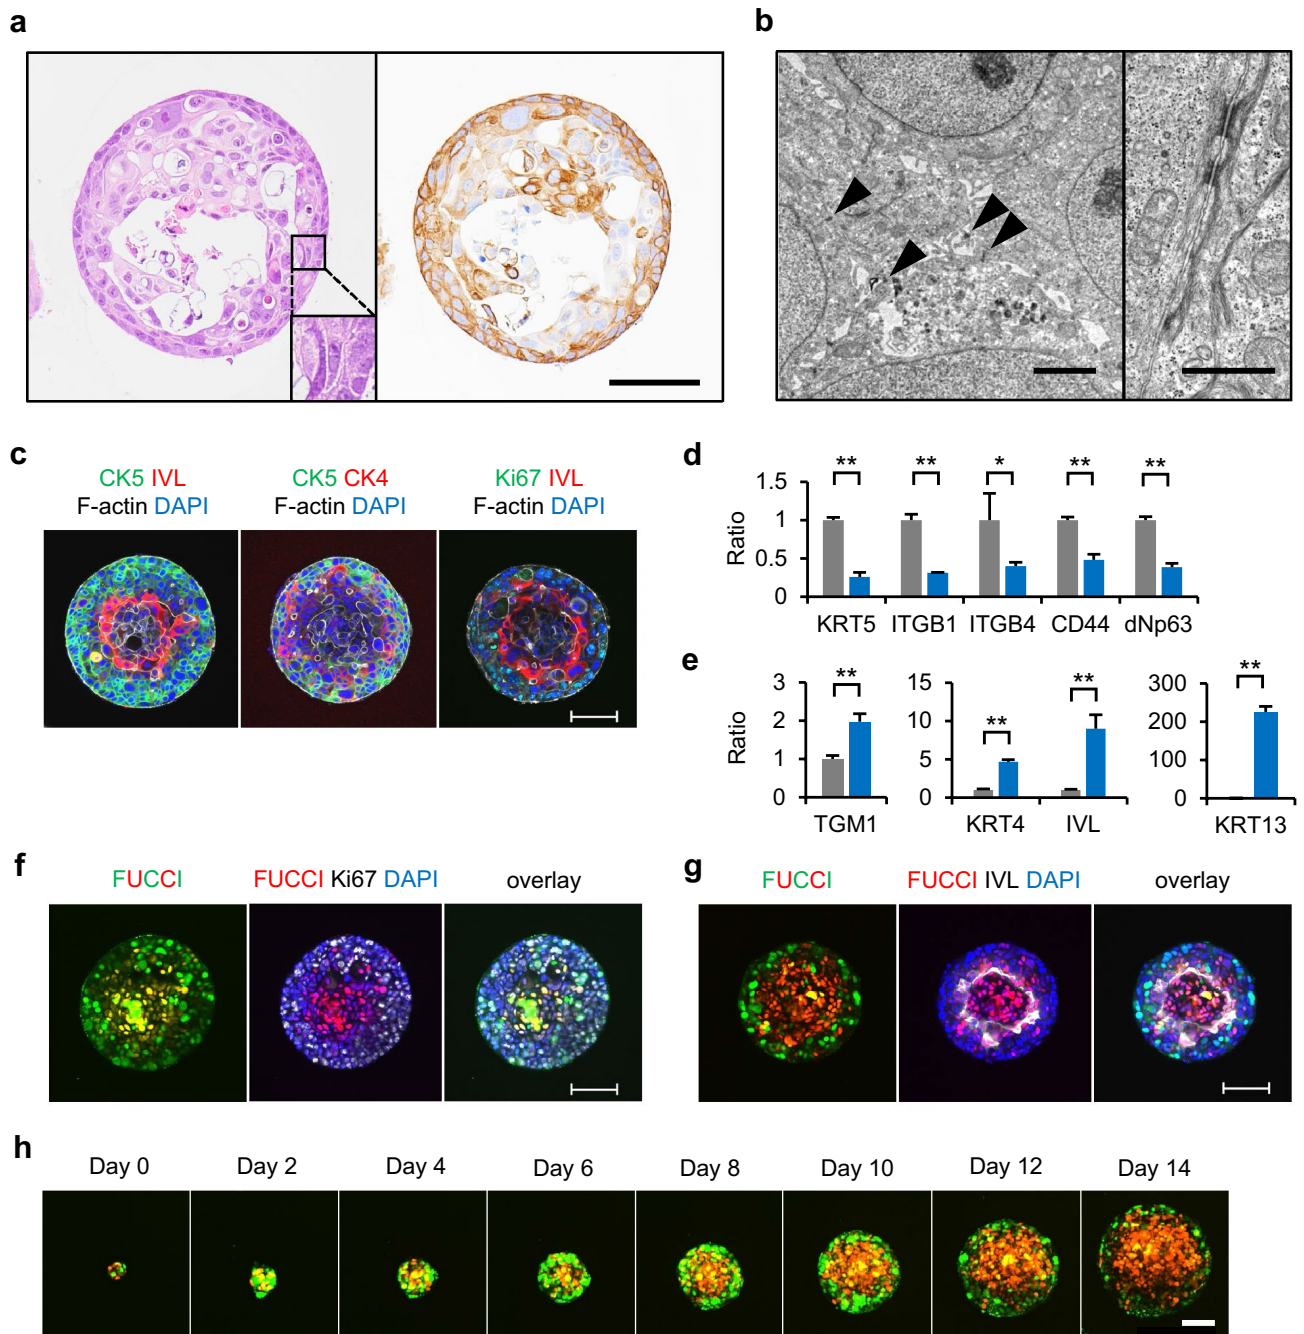 a
b
c
CK5 IVL
F-actin DAPI
CK5 CK4
F-actin DAPI
Ki67 IVL
F-actin DAPI
d
** ** * ** **
1.5
1
0.5
0
Ratio
KRT5 ITGB1 ITGB4 CD44 dNp63
e
Ratio
3
2
1
0
**
TGM1
15
10
5
0
** **
KRT4 IVL
300
200
100
0
**
KRT13
f
FUCCI
FUCCI Ki67 DAPI
overlay
g
FUCCI
FUCCI IVL DAPI
overlay
h
Day 0 Day 2 Day 4 Day 6 Day 8 Day 10 Day 12 Day 14